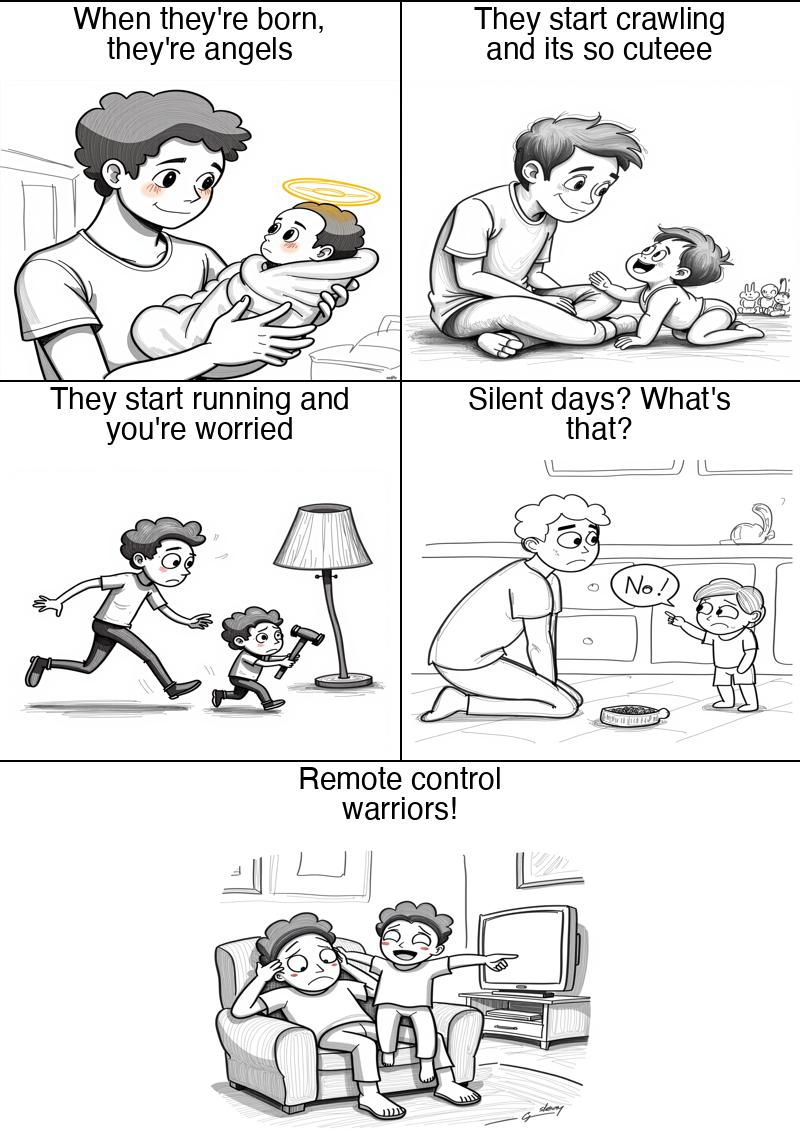 When they're born,
they're angels
They start crawling
and its so cuteee
They start running and
you're worried
Silent days? What's
that?
No!
Remote control
warriors!